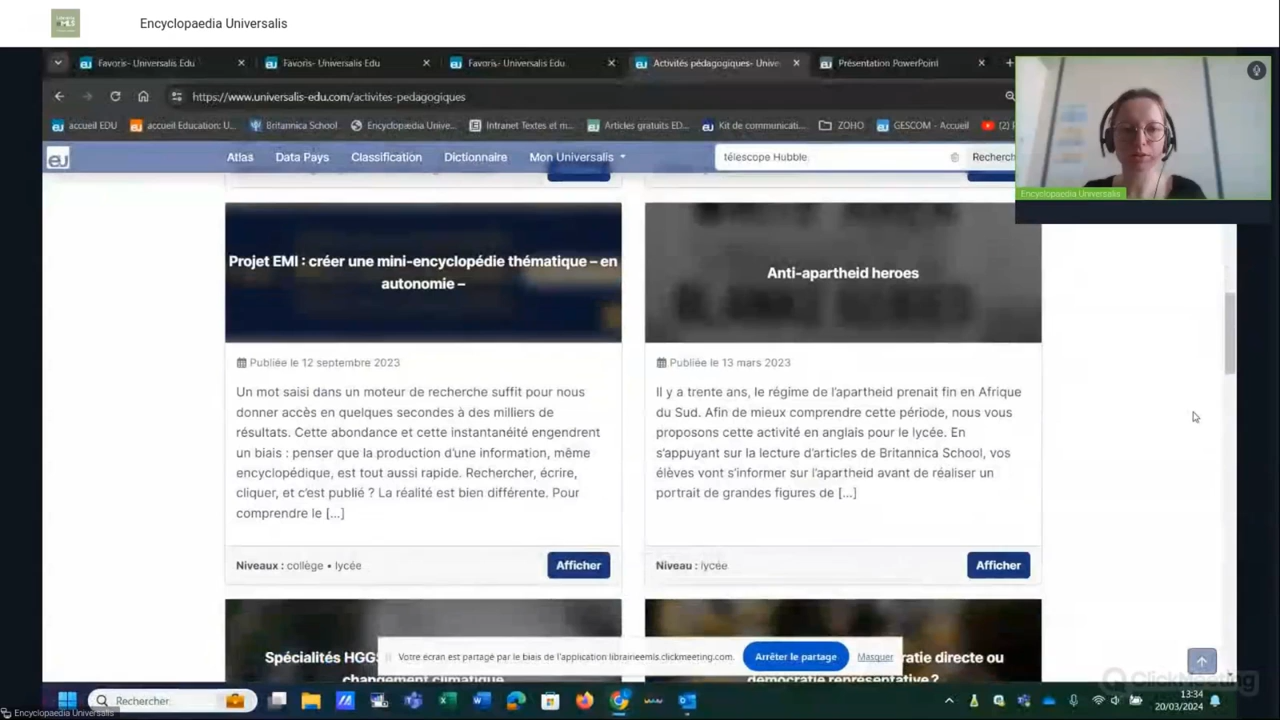 Encyclopaedia Universalis
Favoris- Universalis Edu
Favoris- Universalis Edu
Favoris- Universalis Edu
Activités pédagogiques- Unive
Présentation PowerPoint
https://www.universalis-edu.com/activites-pedagogiques
accueil EDU
accueil Education: U...
Britannica School
Encyclopædia Unive...
Intranet Textes et m...
Articles gratuits ED...
Kit de communicati...
ZOHO
GESCOM - Accueil
eu
Atlas
Data Pays
Classification
Dictionnaire
Mon Universalis
télescope Hubble
Recherch
Encyclopaedia Universalis
Projet EMI : créer une mini-encyclopédie thématique – en
autonomie –
Publiée le 12 septembre 2023
Un mot saisi dans un moteur de recherche suffit pour nous
donner accès en quelques secondes à des milliers de
résultats. Cette abondance et cette instantanéité engendrent
un biais : penser que la production d'une information, même
encyclopédique, est tout aussi rapide. Rechercher, écrire,
cliquer, et c'est publié ? La réalité est bien différente. Pour
comprendre le [...]
Niveaux : collège • lycée
Afficher
Anti-apartheid heroes
Publiée le 13 mars 2023
Il y a trente ans, le régime de l'apartheid prenait fin en Afrique
du Sud. Afin de mieux comprendre cette période, nous vous
proposons cette activité en anglais pour le lycée. En
s'appuyant sur la lecture d'articles de Britannica School, vos
élèves vont s'informer sur l'apartheid avant de réaliser un
portrait de grandes figures de [...]
Niveau : lycée
Afficher
Spécialités HGG
changement climatique
ratie directe ou
démocratie représentative ?
Votre écran est partagé par le biais de l'application librairieemls.clickmeeting.com.
Arrêter le partage
Masquer
ClickMeeting
Rechercher
13:34
20/03/2024
Encyclopaedia Universalis